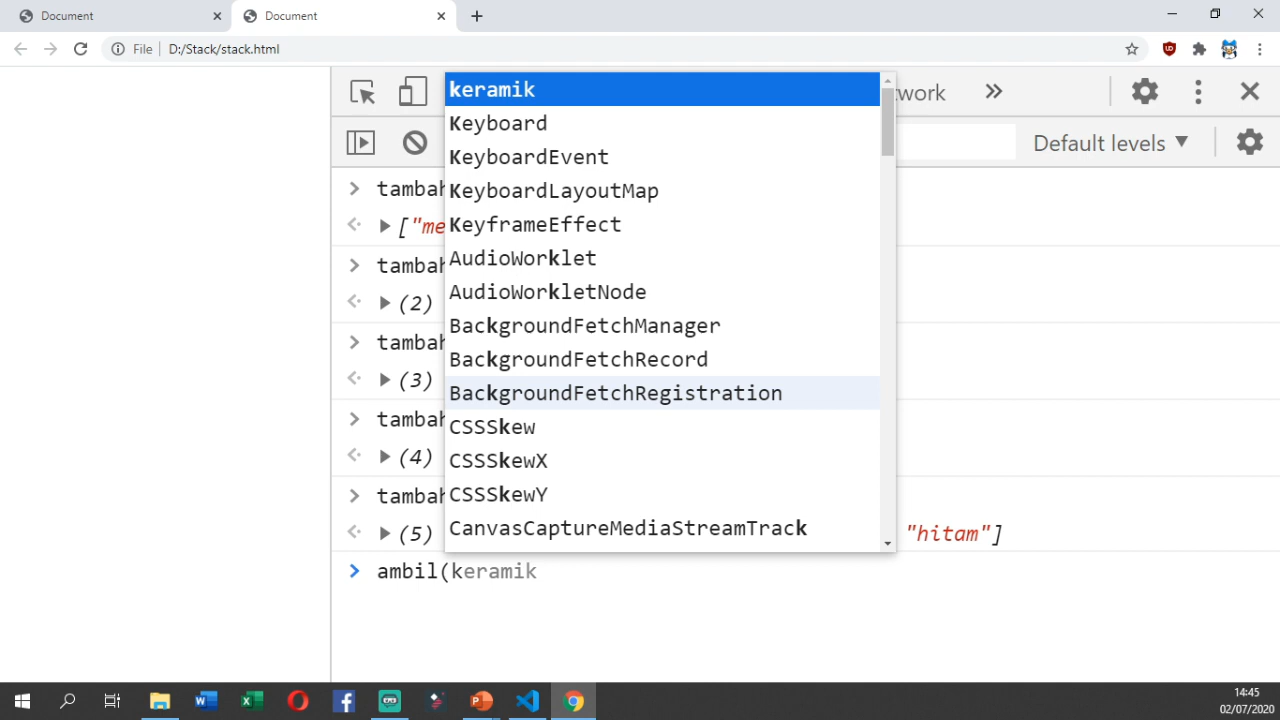 Document
Document
File
D:/Stack/stack.html
work
Default levels
tambah
["me
tambah
(2)
tambah
(3)
tambah
(4)
tambah
(5)
"hitam"]
ambil(keramik
keramik
Keyboard
KeyboardEvent
KeyboardLayoutMap
KeyframeEffect
AudioWorklet
AudioWorkletNode
BackgroundFetchManager
BackgroundFetchRecord
BackgroundFetchRegistration
CSSSkew
CSSSkewX
CSSSkewY
CanvasCaptureMediaStreamTrack
14:45
02/07/2020